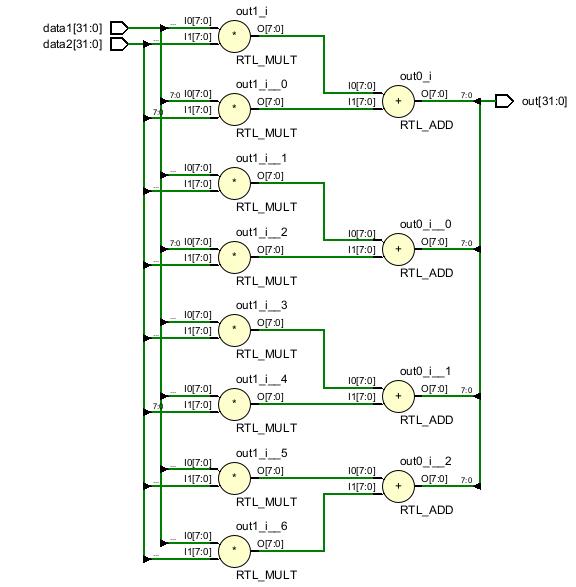 data1[31:0]
data2[31:0]
out1_i
... I0[7:0]
... I1[7:0]
O[7:0]
*
RTL_MULT
out1_i__0
7:0 I0[7:0]
7:0 I1[7:0]
O[7:0]
*
RTL_MULT
out0_i
I0[7:0]
I1[7:0]
O[7:0]
7:0
+
RTL_ADD
out[31:0]
out1_i__1
... I0[7:0]
... I1[7:0]
O[7:0]
*
RTL_MULT
out1_i__2
7:0 I0[7:0]
... I1[7:0]
O[7:0]
*
RTL_MULT
out0_i__0
I0[7:0]
I1[7:0]
O[7:0]
7:0
+
RTL_ADD
out1_i__3
... I0[7:0]
... I1[7:0]
O[7:0]
*
RTL_MULT
out1_i__4
... I0[7:0]
7:0 I1[7:0]
O[7:0]
*
RTL_MULT
out0_i__1
I0[7:0]
I1[7:0]
O[7:0]
7:0
+
RTL_ADD
out1_i__5
... I0[7:0]
... I1[7:0]
O[7:0]
*
RTL_MULT
out1_i__6
... I0[7:0]
... I1[7:0]
O[7:0]
*
RTL_MULT
out0_i__2
I0[7:0]
I1[7:0]
O[7:0]
7:0
+
RTL_ADD